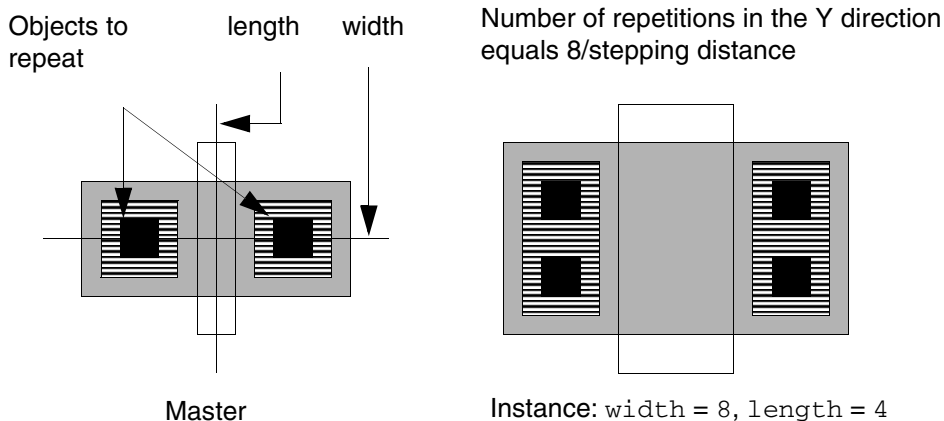 Objects to
repeat
length
width
Number of repetitions in the Y direction
equals 8/stepping distance
Master
Instance: width = 8, length = 4